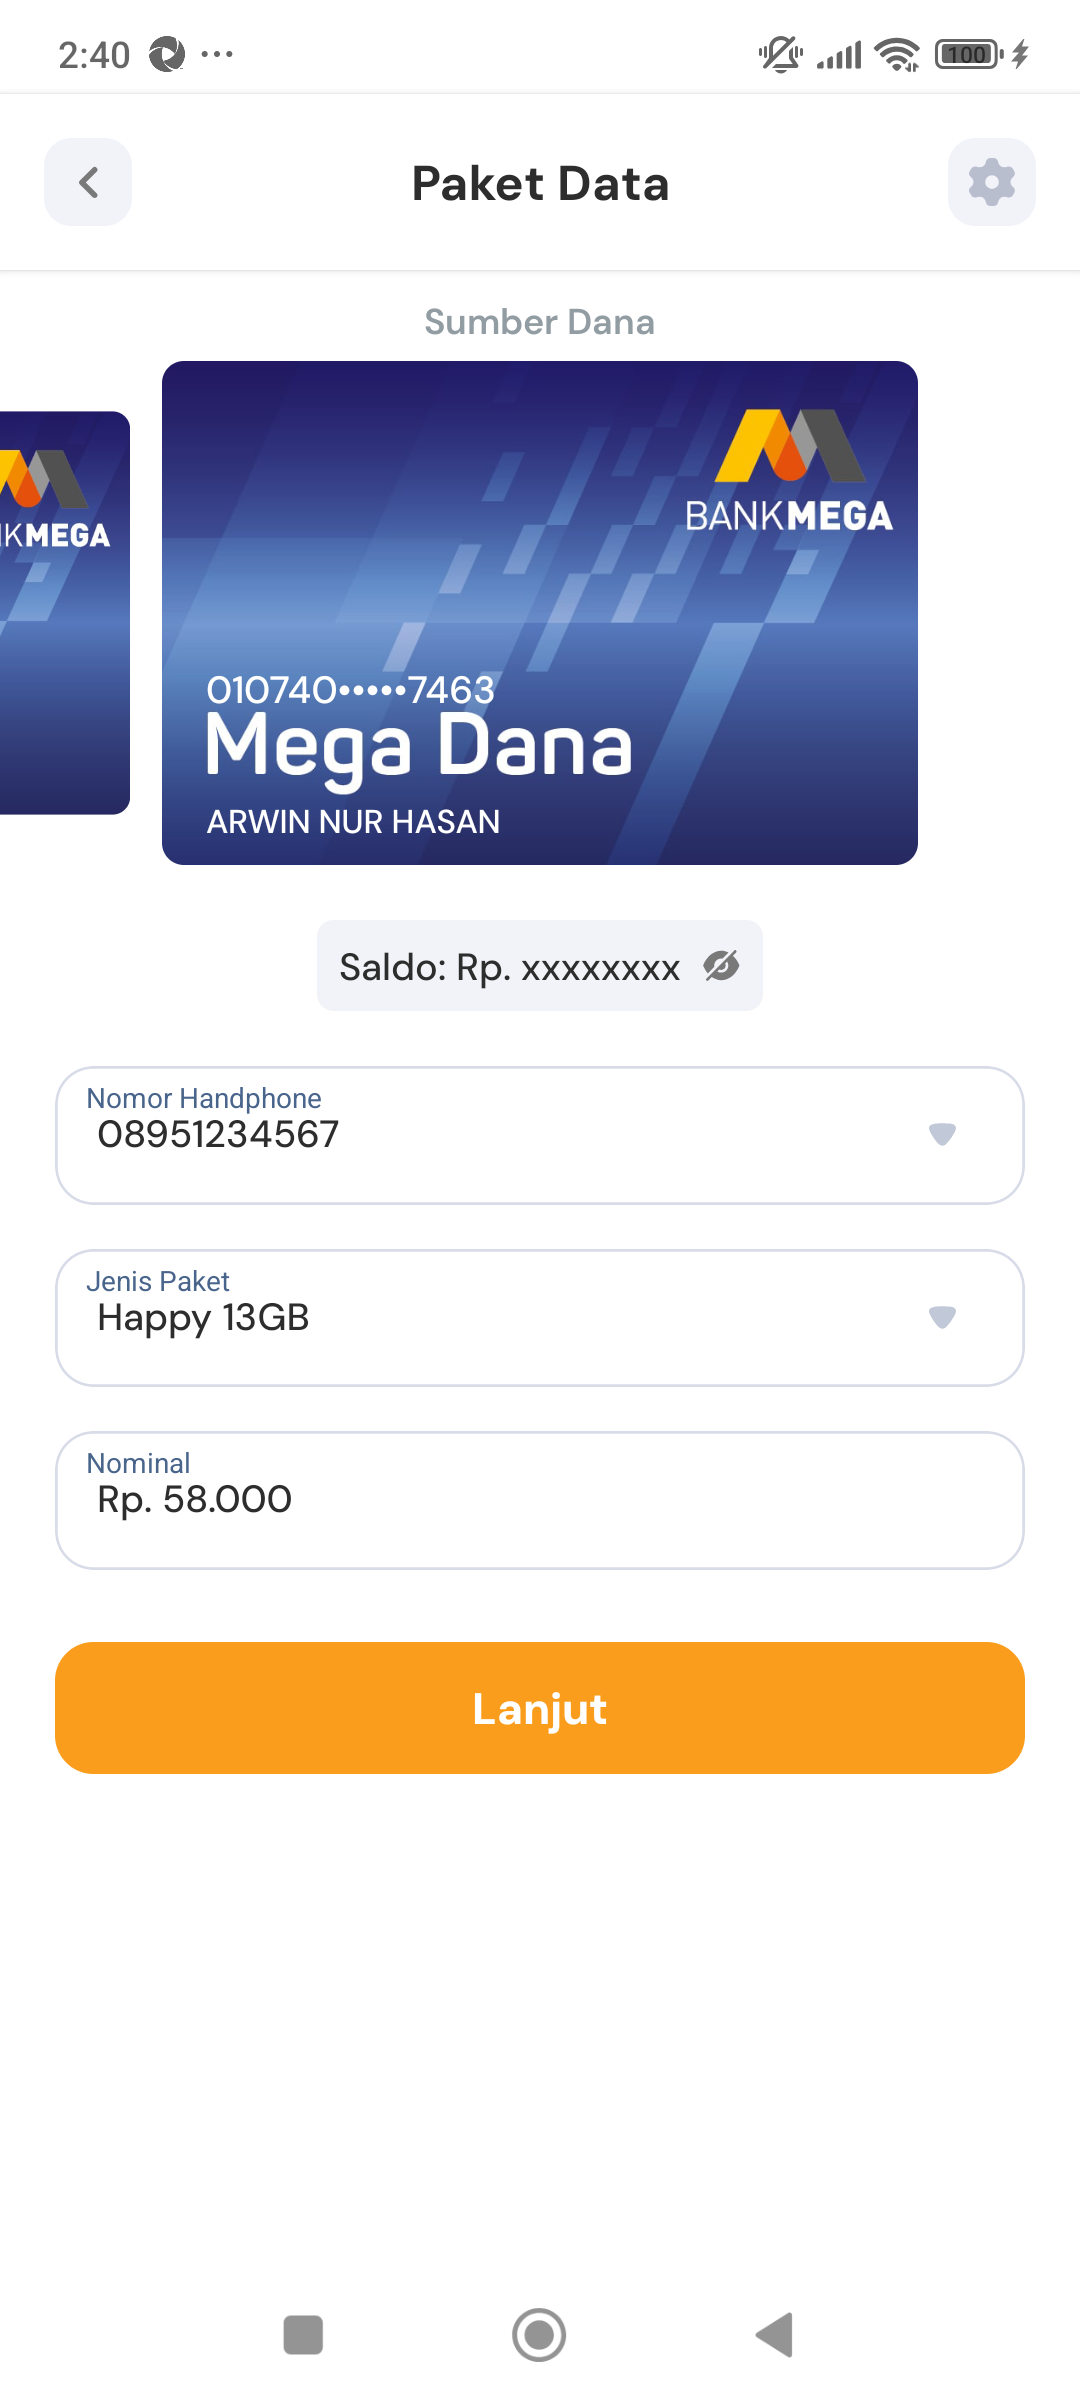 2:40
100
Paket Data
Sumber Dana
KMEGA
BANKMEGA
010740•••••7463
Mega Dana
ARWIN NUR HASAN
Saldo: Rp. xxxxxxxx
Nomor Handphone
08951234567
Jenis Paket
Happy 13GB
Nominal
Rp. 58.000
Lanjut